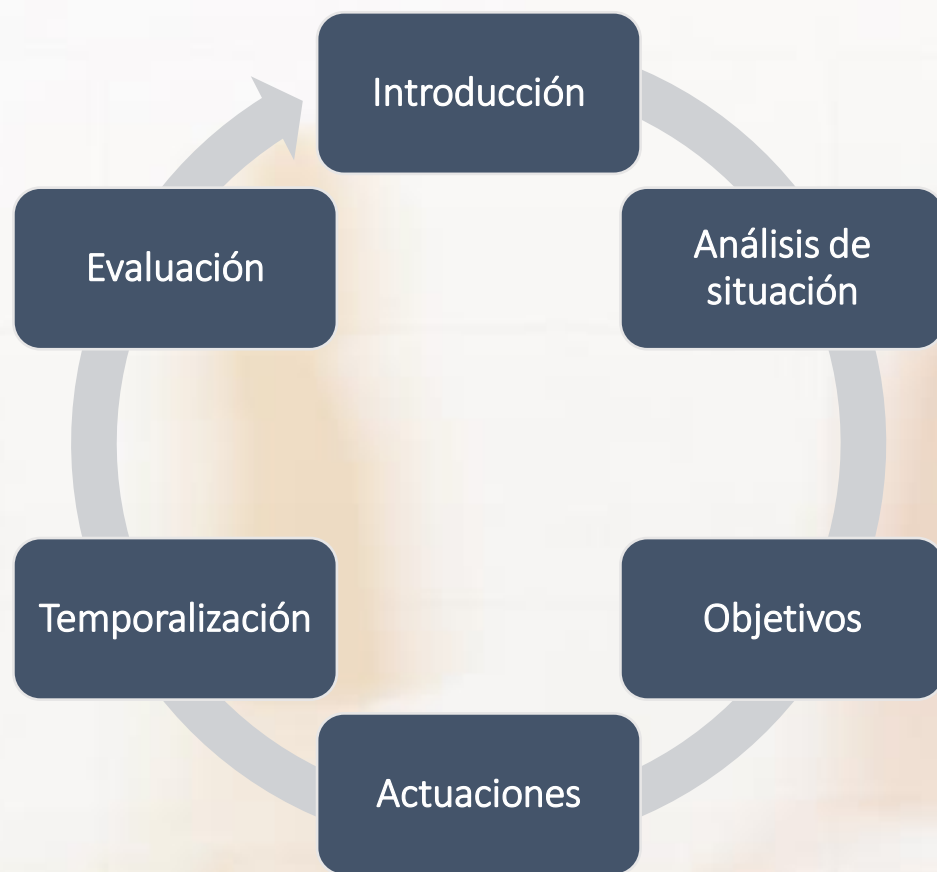 Introducción
Análisis de
situación
Objetivos
Actuaciones
Temporalización
Evaluación